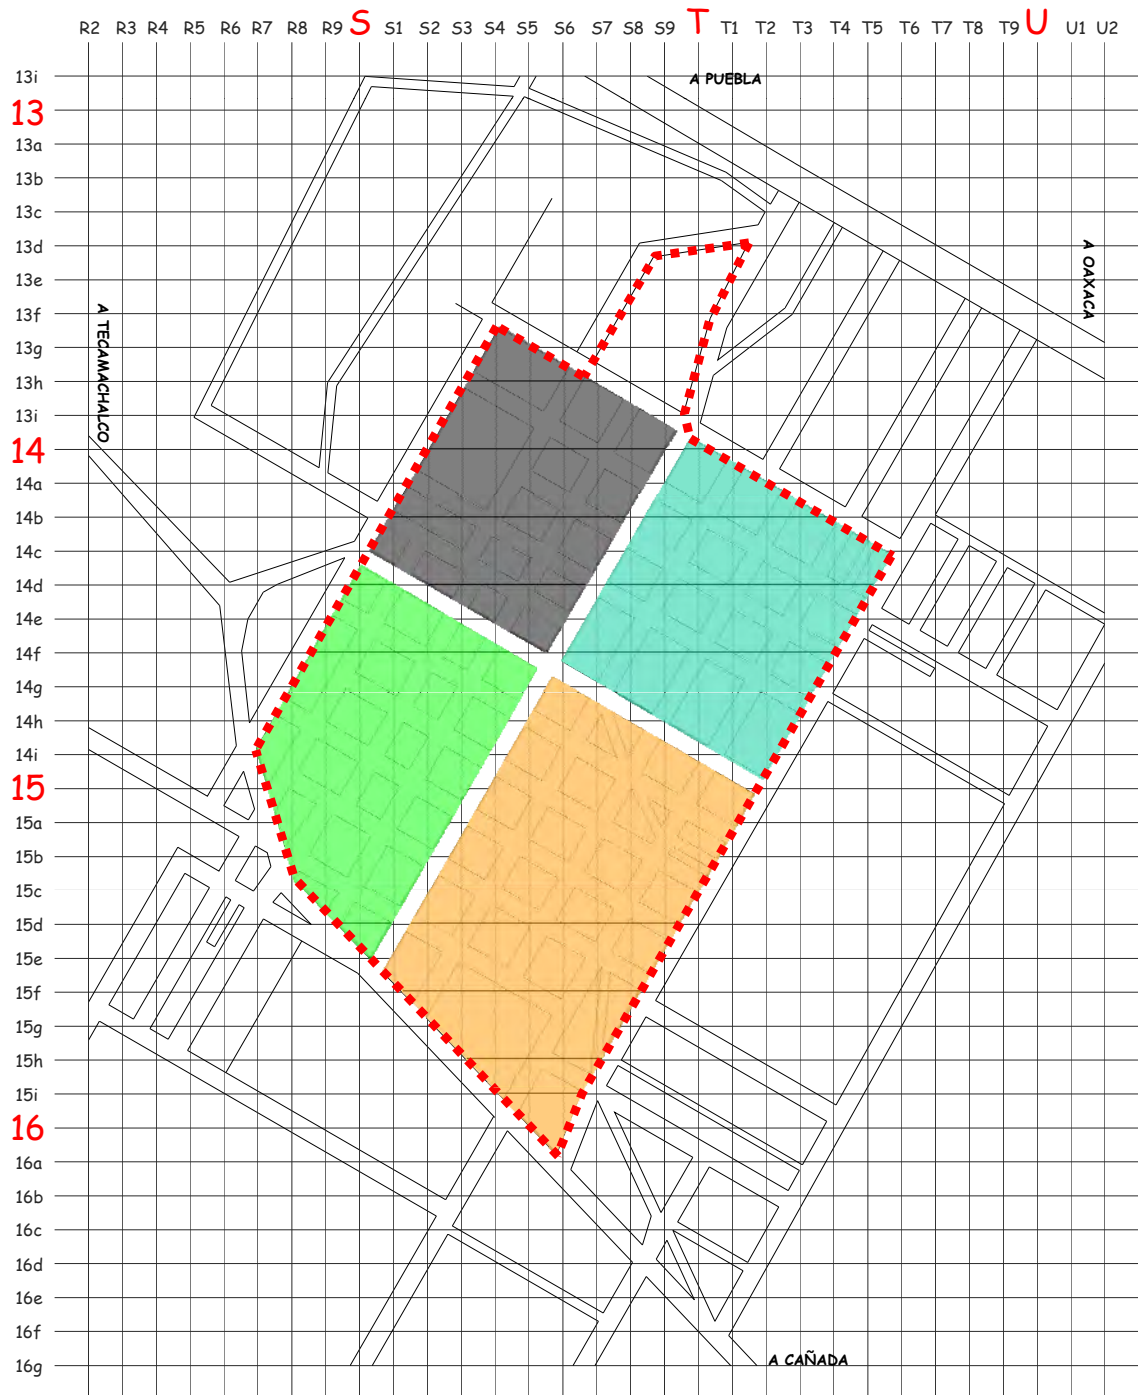 R2 R3 R4 R5 R6 R7 R8 R9 S S1 S2 S3 S4 S5 S6 S7 S8 S9 T T1 T2 T3 T4 T5 T6 T7 T8 T9 U U1 U2
13i
A PUEBLA
13
13a
13b
13c
13d
A OAXACA
13e
13f
A TECAMACHALCO
13g
13h
13i
14
14a
14b
14c
14d
14e
14f
14g
14h
14i
15
15a
15b
15c
15d
15e
15f
15g
15h
15i
16
16a
16b
16c
16d
16e
16f
16g
A CAÑADA